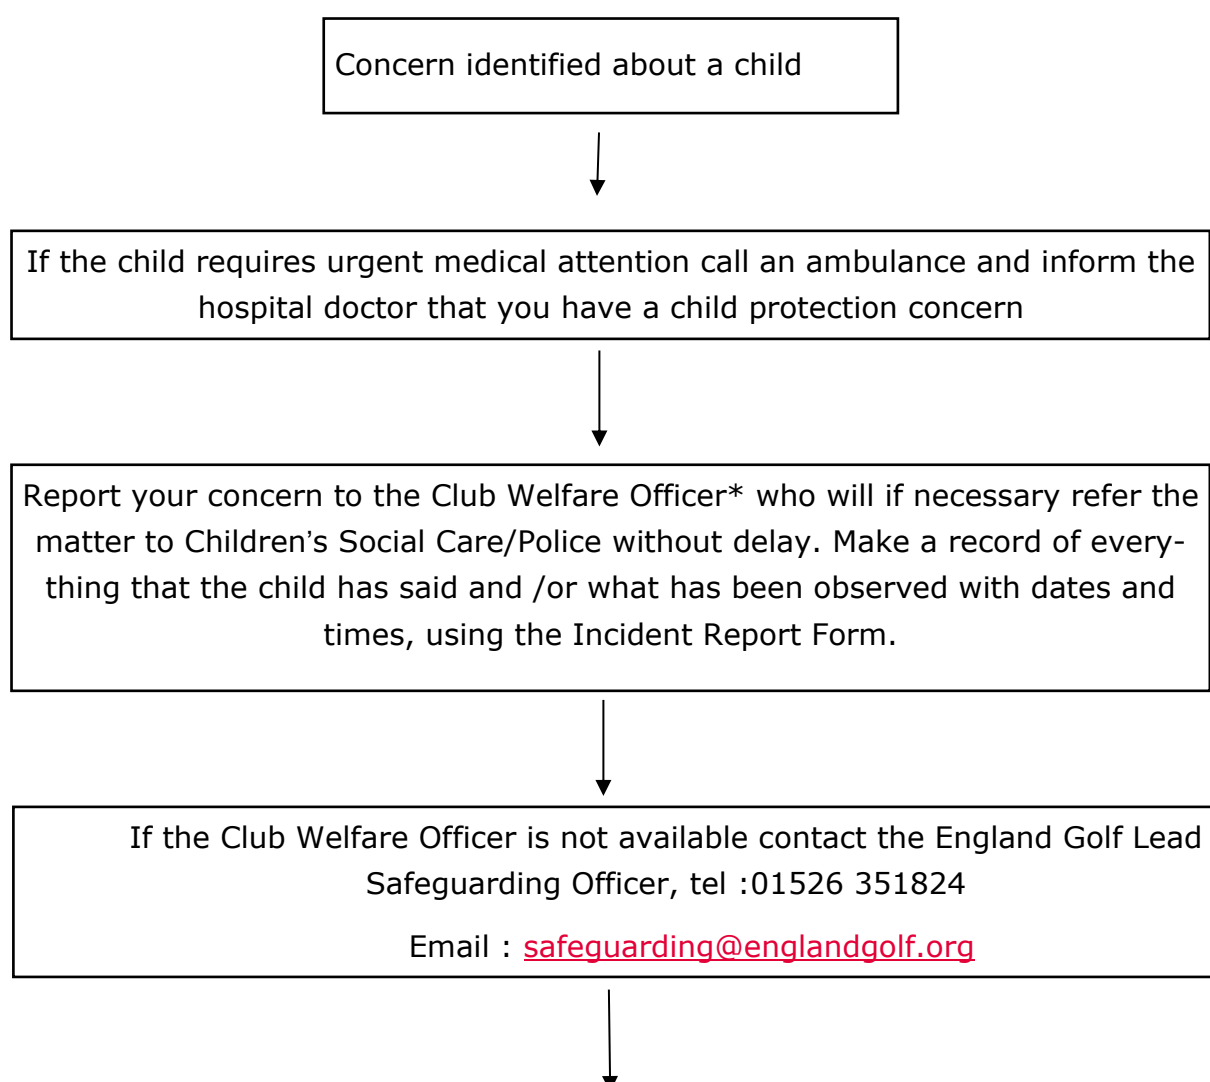 Concern identified about a child
If the child requires urgent medical attention call an ambulance and inform the
hospital doctor that you have a child protection concern
Report your concern to the Club Welfare Officer* who will if necessary refer the
matter to Children’s Social Care/Police without delay. Make a record of every-
thing that the child has said and /or what has been observed with dates and
times, using the Incident Report Form.
If the Club Welfare Officer is not available contact the England Golf Lead
Safeguarding Officer, tel :01526 351824
Email : safeguarding@englandgolf.org